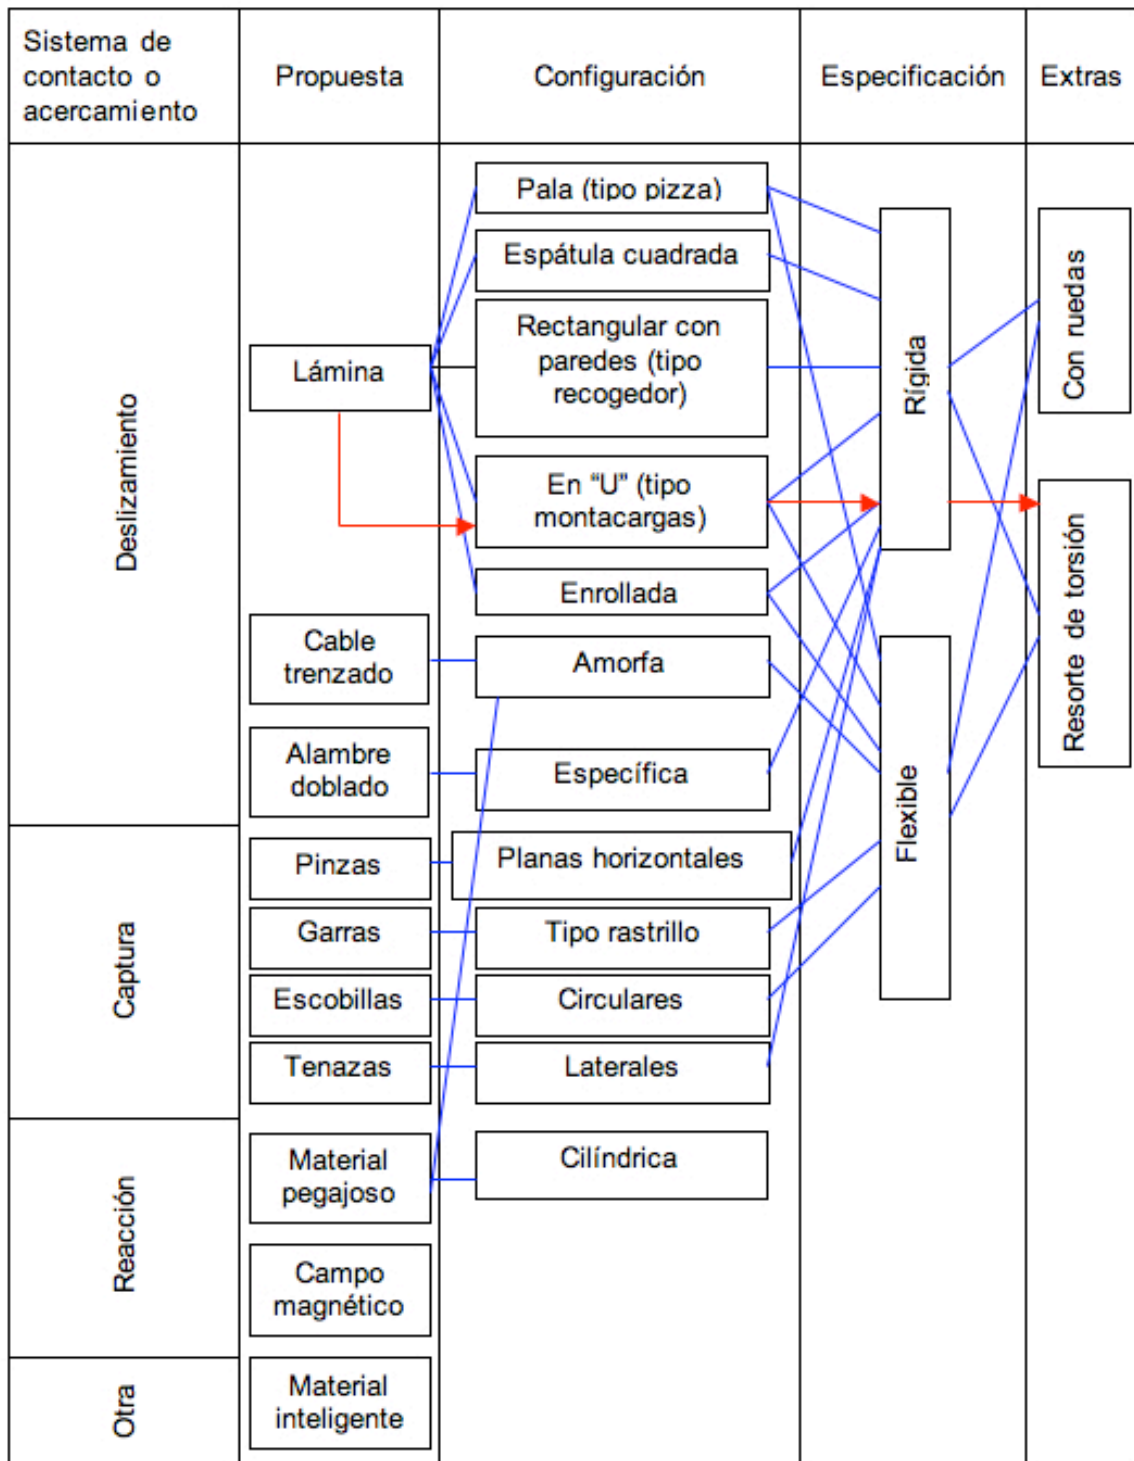 Sistema de
contacto o
acercamiento
Propuesta
Configuración
Especificación
Extras
Deslizamiento
Lámina
Pala (tipo pizza)
Espátula cuadrada
Rectangular con
paredes (tipo
recogedor)
En “U” (tipo
montacargas)
Enrollada
Cable
trenzado
Amorfa
Alambre
doblado
Específica
Rígida
Flexible
Con ruedas
Resorte de torsión
Captura
Pinzas
Planas horizontales
Garras
Tipo rastrillo
Escobillas
Circulares
Tenazas
Laterales
Reacción
Material
pegajoso
Cilíndrica
Campo
magnético
Otra
Material
inteligente